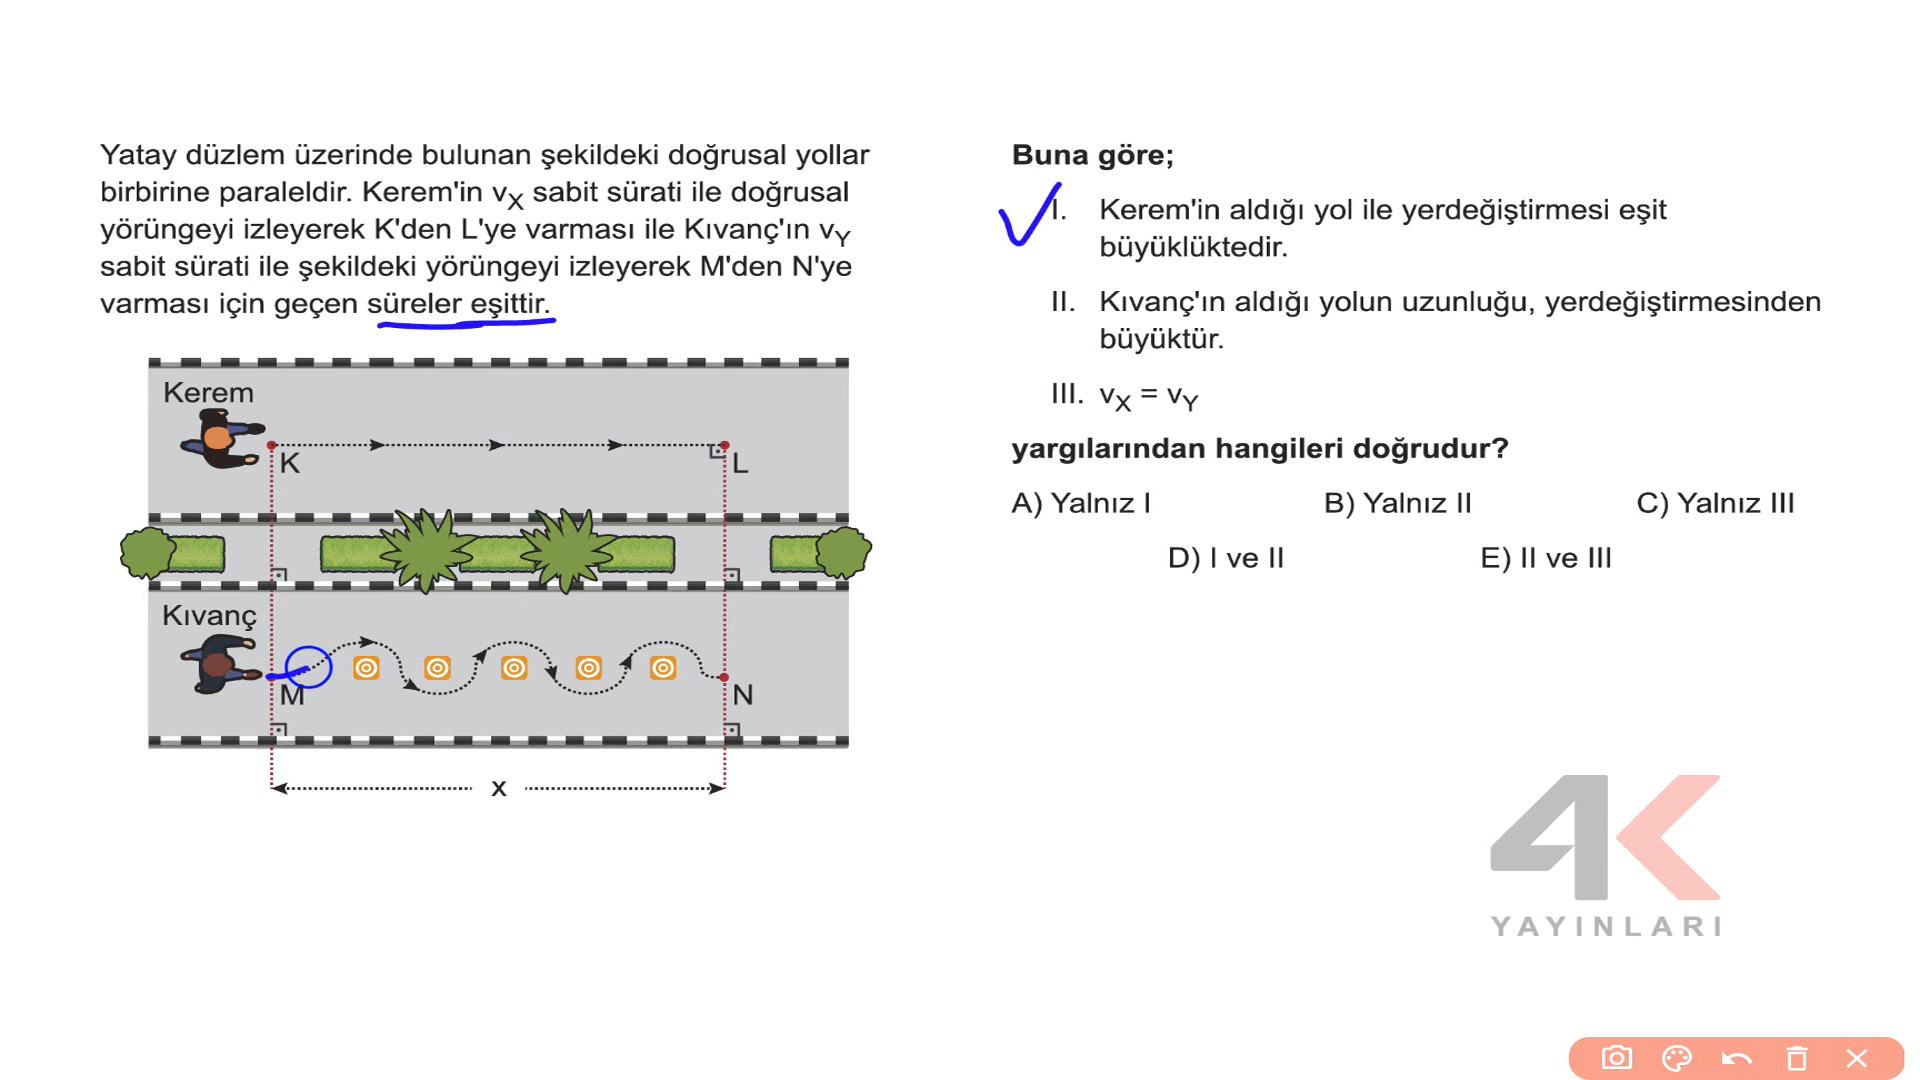 Yatay düzlem üzerinde bulunan şekildeki doğrusal yollar
birbirine paraleldir. Kerem'in vX sabit sürati ile doğrusal
yörüngeyi izleyerek K'den L'ye varması ile Kıvanç'ın vY
sabit sürati ile şekildeki yörüngeyi izleyerek M'den N'ye
varması için geçen süreler eşittir.
Kerem
K
L
Kıvanç
M
N
x
Buna göre;
I. Kerem'in aldığı yol ile yerdeğiştirmesi eşit
büyüklüktedir.
II. Kıvanç'ın aldığı yolun uzunluğu, yerdeğiştirmesinden
büyüktür.
III. vX = vY
yargılarından hangileri doğrudur?
A) Yalnız I B) Yalnız II C) Yalnız III
D) I ve II E) II ve III
4K
YAYINLARI